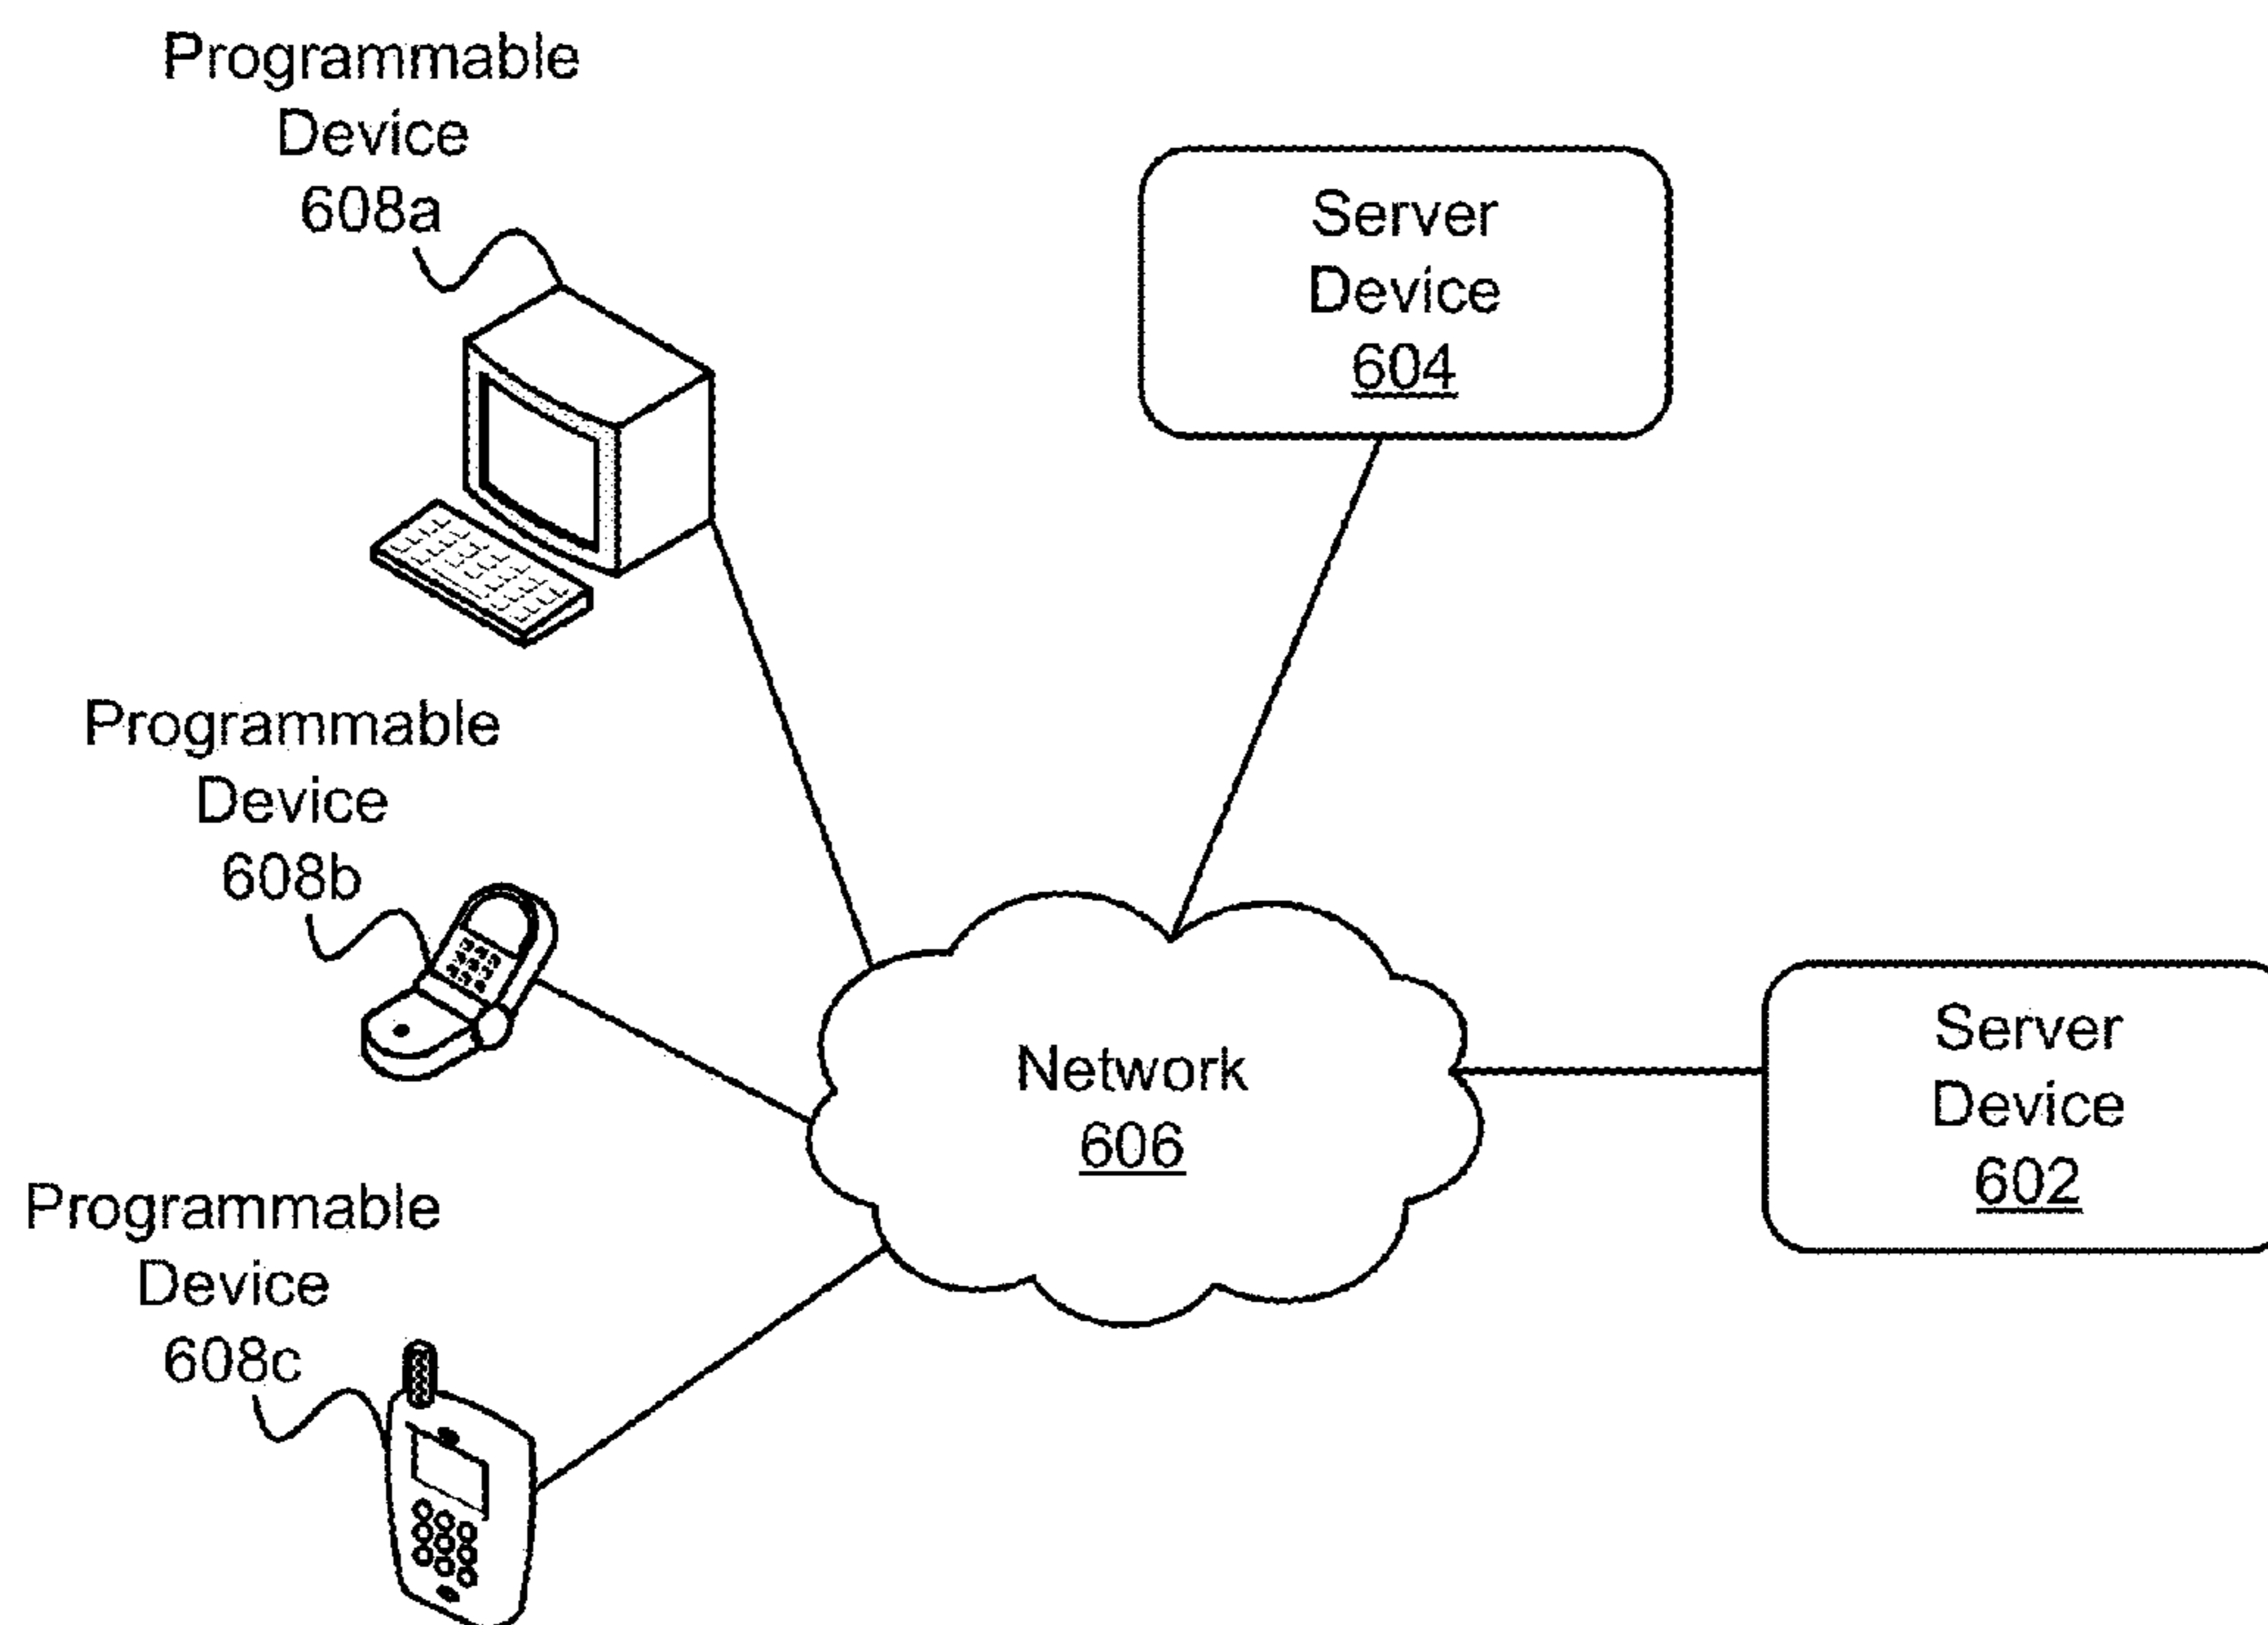 Programmable
Device
608a
Server
Device
604
Programmable
Device
608b
Network
606
Server
Device
602
Programmable
Device
608c